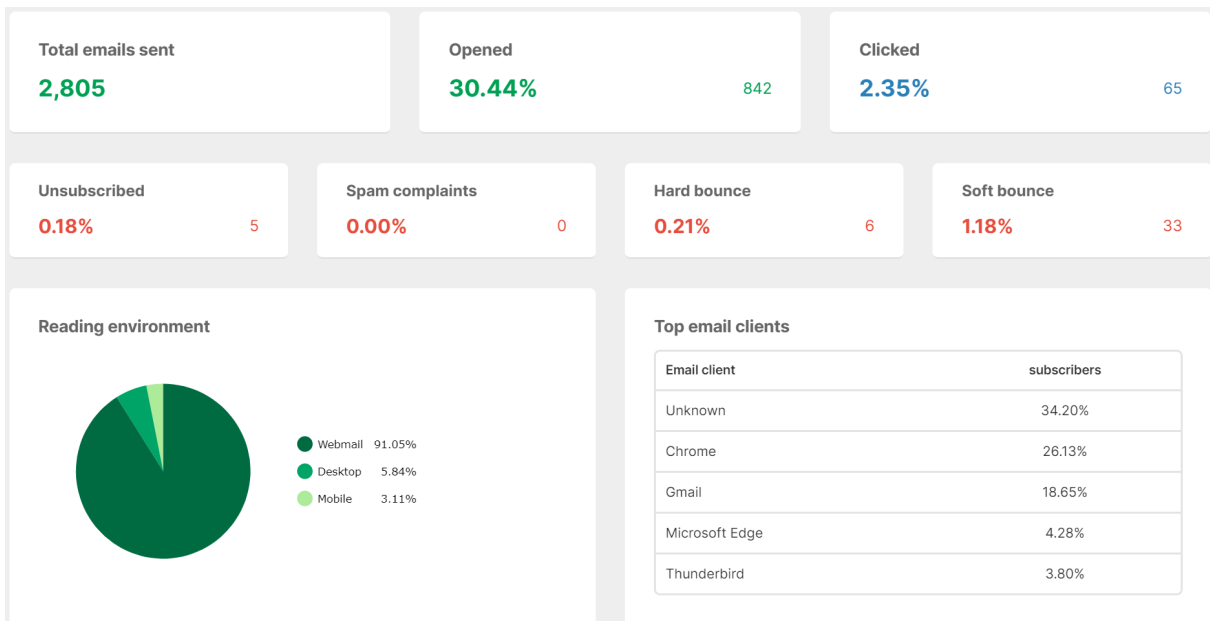 Total emails sent
2,805
Opened
30.44% 842
Clicked
2.35% 65
Unsubscribed
0.18% 5
Spam complaints
0.00% 0
Hard bounce
0.21% 6
Soft bounce
1.18% 33
Reading environment
Webmail 91.05%
Desktop 5.84%
Mobile 3.11%
Top email clients
Email client subscribers
Unknown 34.20%
Chrome 26.13%
Gmail 18.65%
Microsoft Edge 4.28%
Thunderbird 3.80%